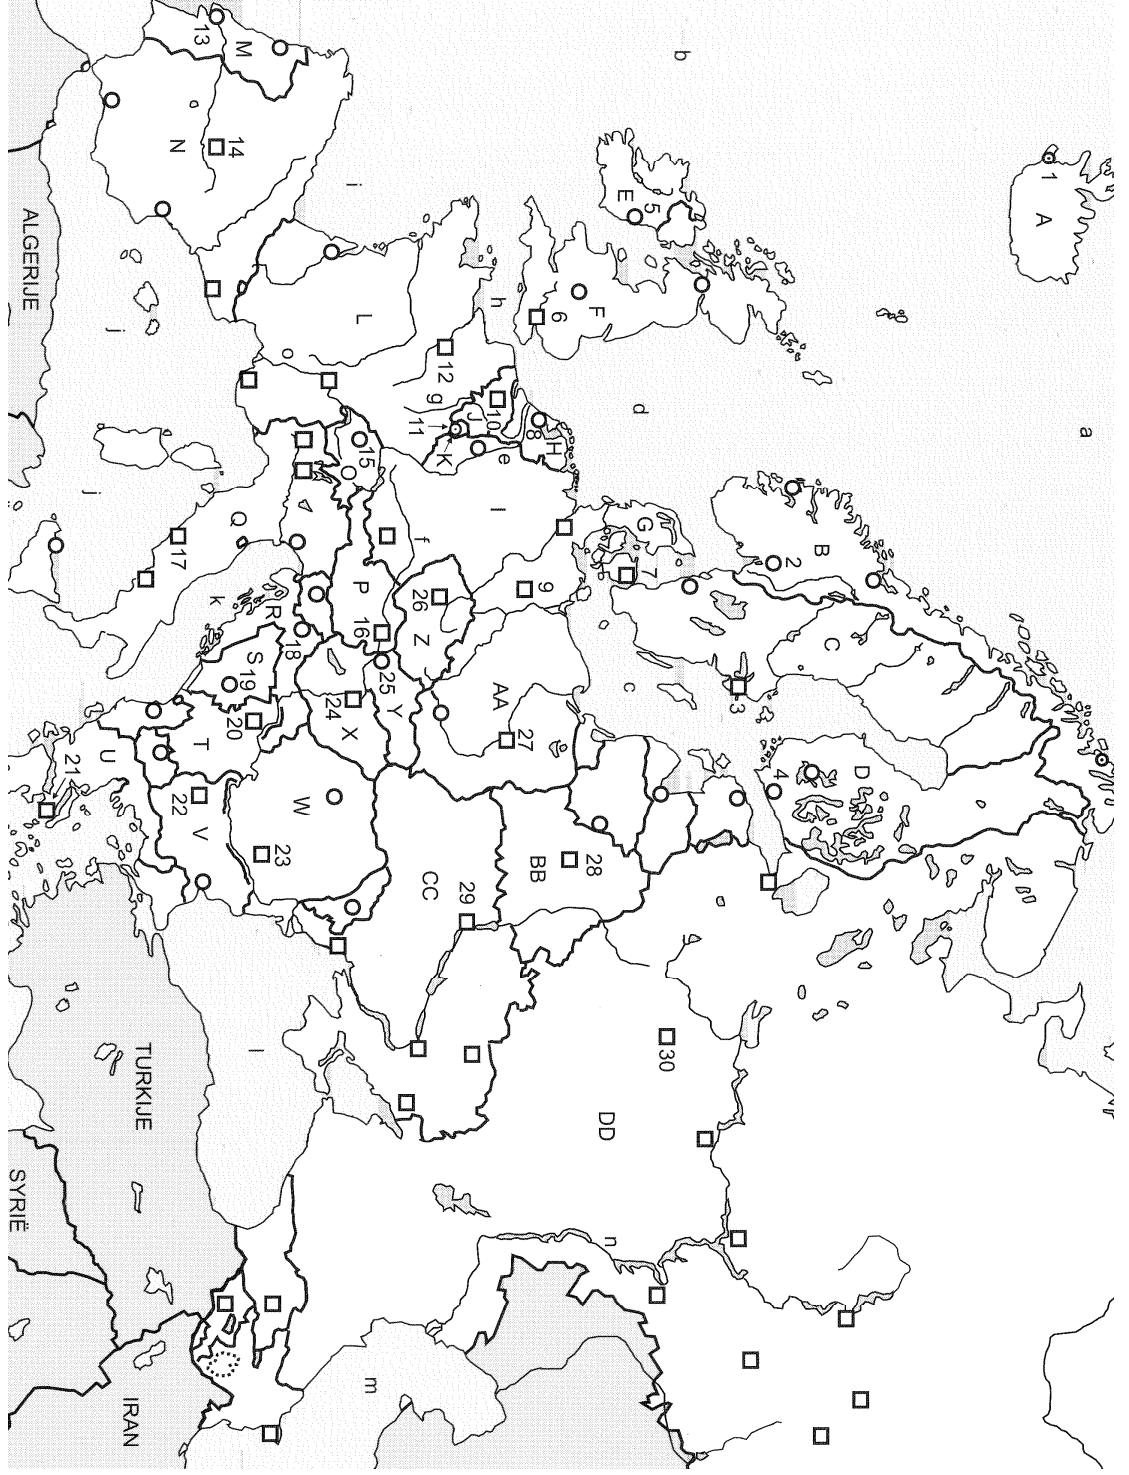 a
b
c
d
e
f
g
h
i
j
j
k
l
m
n
o
o
A
B
C
D
E
F
G
H
I
J
K
L
M
N
O
P
Q
R
S
T
U
V
W
X
Y
Z
AA
BB
CC
DD
1
2
3
4
5
6
7
8
9
10
11
12
13
14
15
16
17
18
19
20
21
22
23
24
25
26
27
28
29
30
ALGERIJE
TURKIJE
SYRIË
IRAN